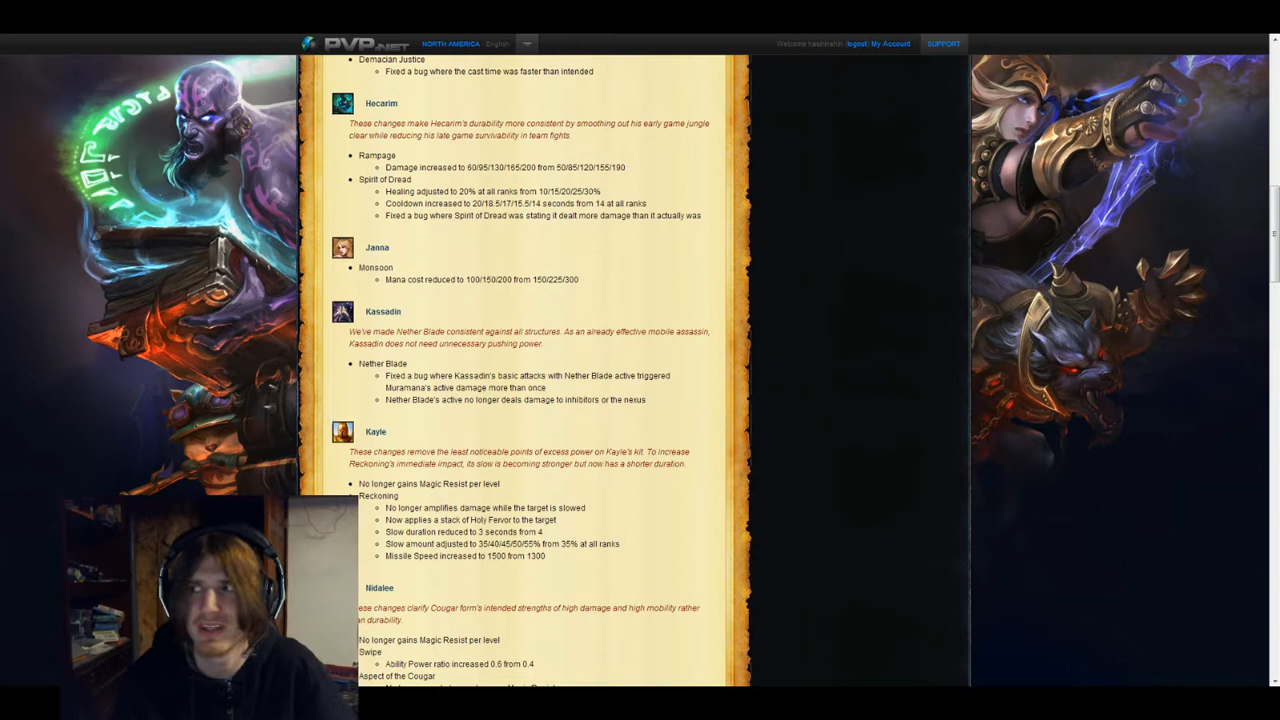 PVP.NET NORTH AMERICA - English Welcome hashinshin (logout) My Account SUPPORT
Demacian Justice
Fixed a bug where the cast time was faster than intended
Hecarim
These changes make Hecarim's durability more consistent by smoothing out his early game jungle
clear while reducing his late game survivability in team fights.
Rampage
Damage increased to 60/95/130/165/200 from 50/85/120/155/190
Spirit of Dread
Healing adjusted to 20% at all ranks from 10/15/20/25/30%
Cooldown increased to 20/18.5/17/15.5/14 seconds from 14 at all ranks
Fixed a bug where Spirit of Dread was stating it dealt more damage than it actually was
Janna
Monsoon
Mana cost reduced to 100/150/200 from 150/225/300
Kassadin
We've made Nether Blade consistent against all structures. As an already effective mobile assassin,
Kassadin does not need unnecessary pushing power.
Nether Blade
Fixed a bug where Kassadin's basic attacks with Nether Blade active triggered
Muramana's active damage more than once
Nether Blade's active no longer deals damage to inhibitors or the nexus
Kayle
These changes remove the least noticeable points of excess power on Kayle's kit. To increase
Reckoning's immediate impact, its slow is becoming stronger but now has a shorter duration.
No longer gains Magic Resist per level
Reckoning
No longer amplifies damage while the target is slowed
Now applies a stack of Holy Fervor to the target
Slow duration reduced to 3 seconds from 4
Slow amount adjusted to 35/40/45/50/55% from 35% at all ranks
Missile Speed increased to 1500 from 1300
Nidalee
ese changes clarify Cougar form's intended strengths of high damage and high mobility rather
an durability.
No longer gains Magic Resist per level
Swipe
Ability Power ratio increased 0.6 from 0.4
Aspect of the Cougar